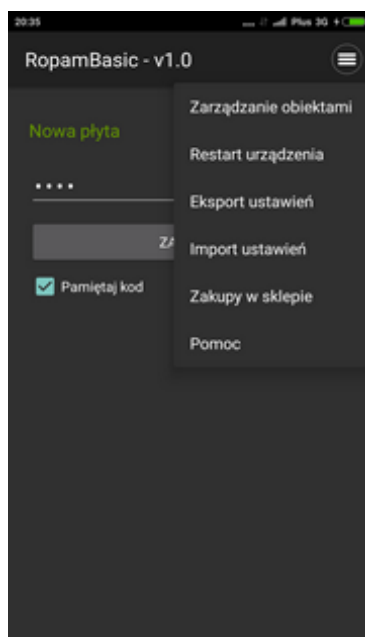 20:35
Plus 3G
RopamBasic - v1.0
Zarządzanie obiektami
Nowa płyta
Restart urządzenia
Eksport ustawień
ZA
Import ustawień
Pamiętaj kod
Zakupy w sklepie
Pomoc